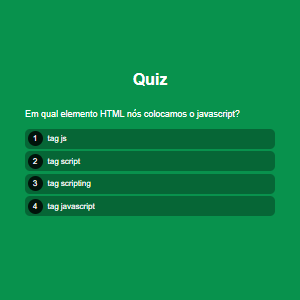 Quiz
Em qual elemento HTML nós colocamos o javascript?
1 tag js
2 tag script
3 tag scripting
4 tag javascript